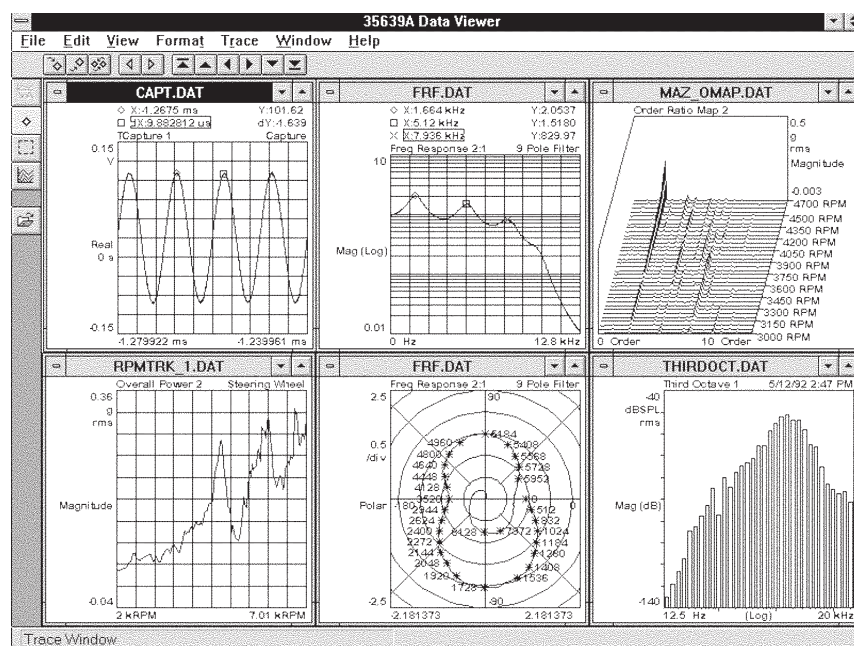 35639A Data Viewer
File Edit View Format Trace Window Help
CAPT.DAT
X:-1.2675 ms Y:101.62
X:9.882812 us dY:-4.639
TCapture 1 Capture
0.15
V
Real
0 s
-0.15
-1.279922 ms -1.239961 ms
FRF.DAT
X:1.664 kHz Y:2.0537
X:5.12 kHz Y:1.5180
X:7.936 kHz Y:829.97
Freq Response 2:1 9 Pole Filter
10
Mag (Log)
0.01
0 Hz 12.8 kHz
MAZ_OMAP.DAT
Order Ratio Map 2
0.5
g
rms
Magnitude
-0.003
4700 RPM
4500 RPM
4350 RPM
4200 RPM
4050 RPM
3900 RPM
3750 RPM
3600 RPM
3450 RPM
3300 RPM
3150 RPM
0 Order 10 Order 3000 RPM
RPMTRK_1.DAT
Overall Power 2 Steering Wheel
0.36
g
rms
Magnitude
-0.04
2 kRPM 7.01 kRPM
FRF.DAT
Freq Response 2:1 9 Pole Filter
2.5
90
0.5
/div
Polar
-180
0
-2.5
-90
-2.181373 2.181373
5184
4960 5408
4800 5568
4640 5728
4448 5952
4128
3520 0
2944 512
2624 832
2400 6128 7372 1024
2272 1184
2144 1280
2048 1408
1920 1536
1728
THIRDOCT.DAT
Third Octave 1 5/12/92 2:47 PM
-40
dBSPL
rms
Mag (dB)
-140
12.5 Hz (Log) 20 kHz
Trace Window